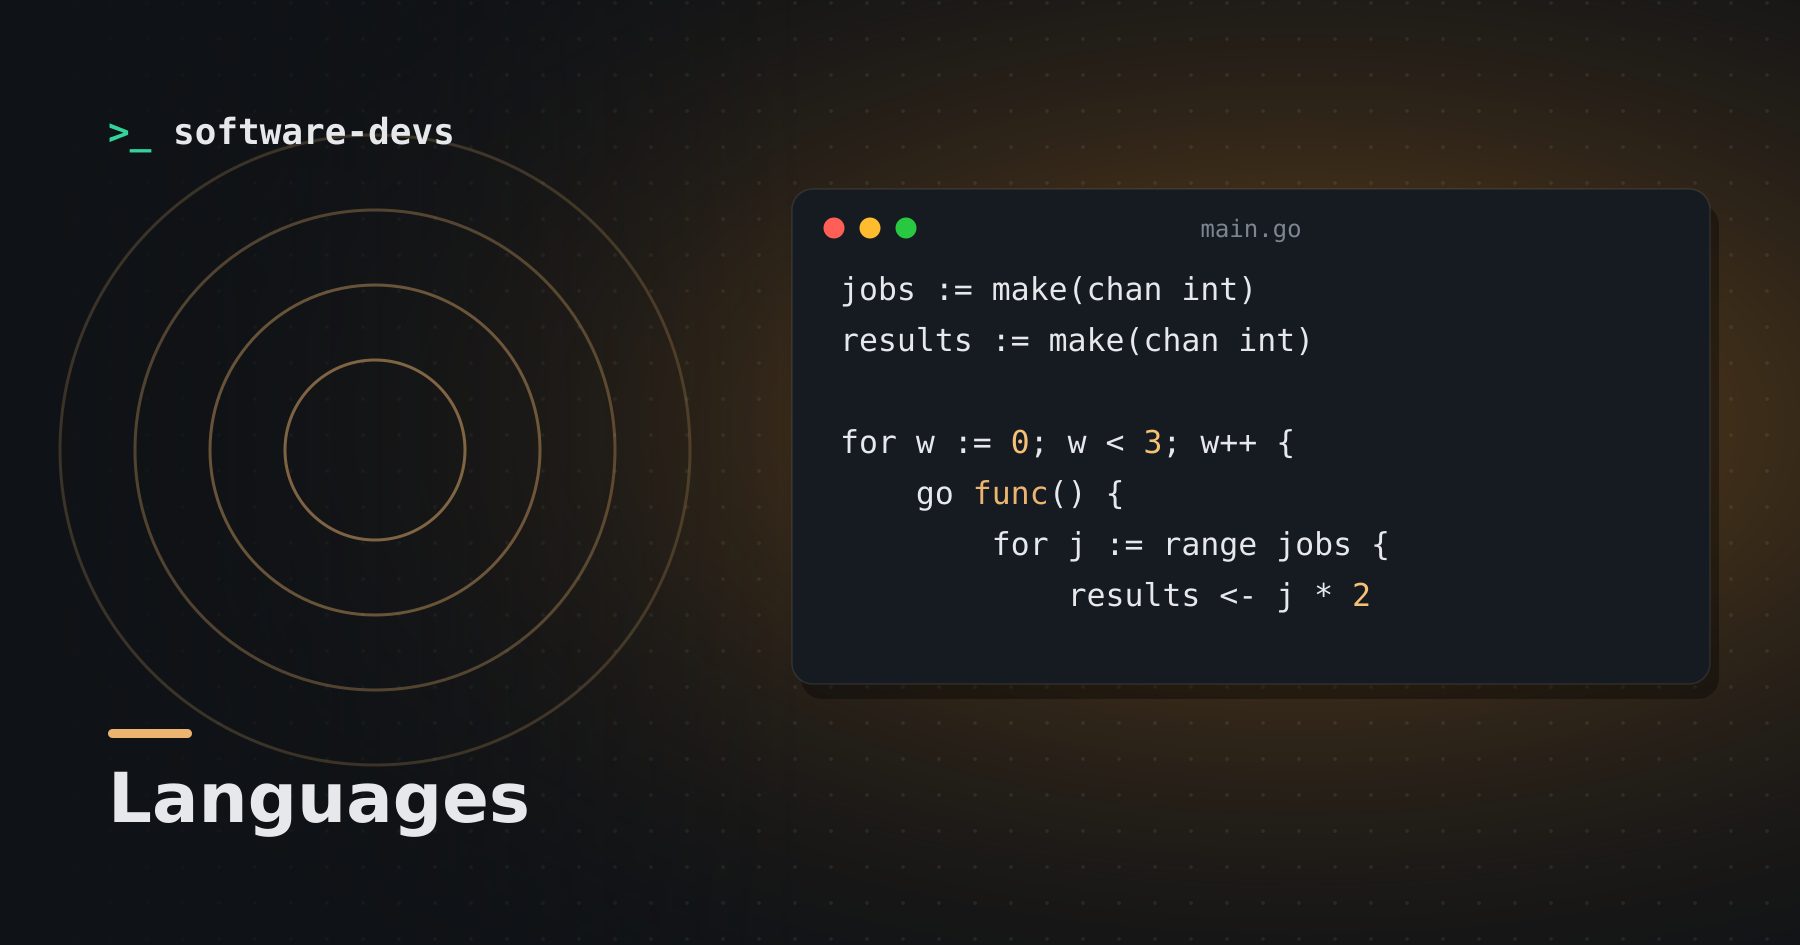 >_ software-devs
main.go
jobs := make(chan int)
results := make(chan int)
for w := 0; w < 3; w++ {
    go func() {
        for j := range jobs {
            results <- j * 2
Languages